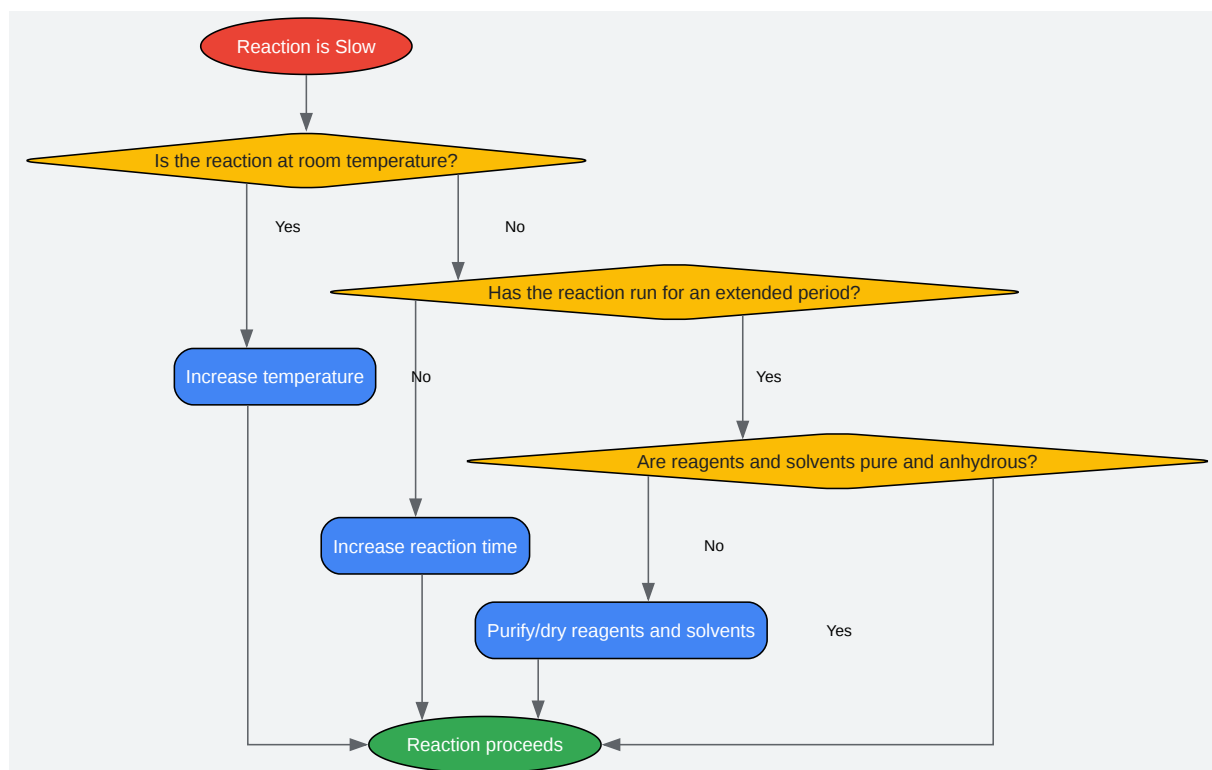 Reaction is Slow
Is the reaction at room temperature?
Yes
No
Has the reaction run for an extended period?
Increase temperature
No
Yes
Are reagents and solvents pure and anhydrous?
Increase reaction time
No
Purify/dry reagents and solvents
Yes
Reaction proceeds